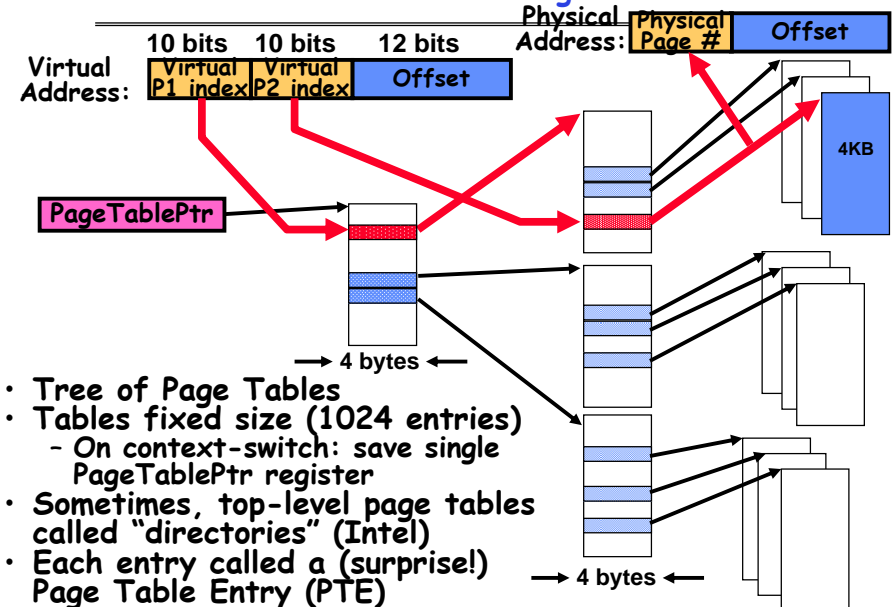 Physical Address:
Physical Page #
Offset
10 bits 10 bits 12 bits
Virtual Address:
Virtual P1 index
Virtual P2 index
Offset
4KB
PageTablePtr
4 bytes
• Tree of Page Tables
• Tables fixed size (1024 entries)
– On context-switch: save single
PageTablePtr register
• Sometimes, top-level page tables
called “directories” (Intel)
• Each entry called a (surprise!)
Page Table Entry (PTE)
4 bytes